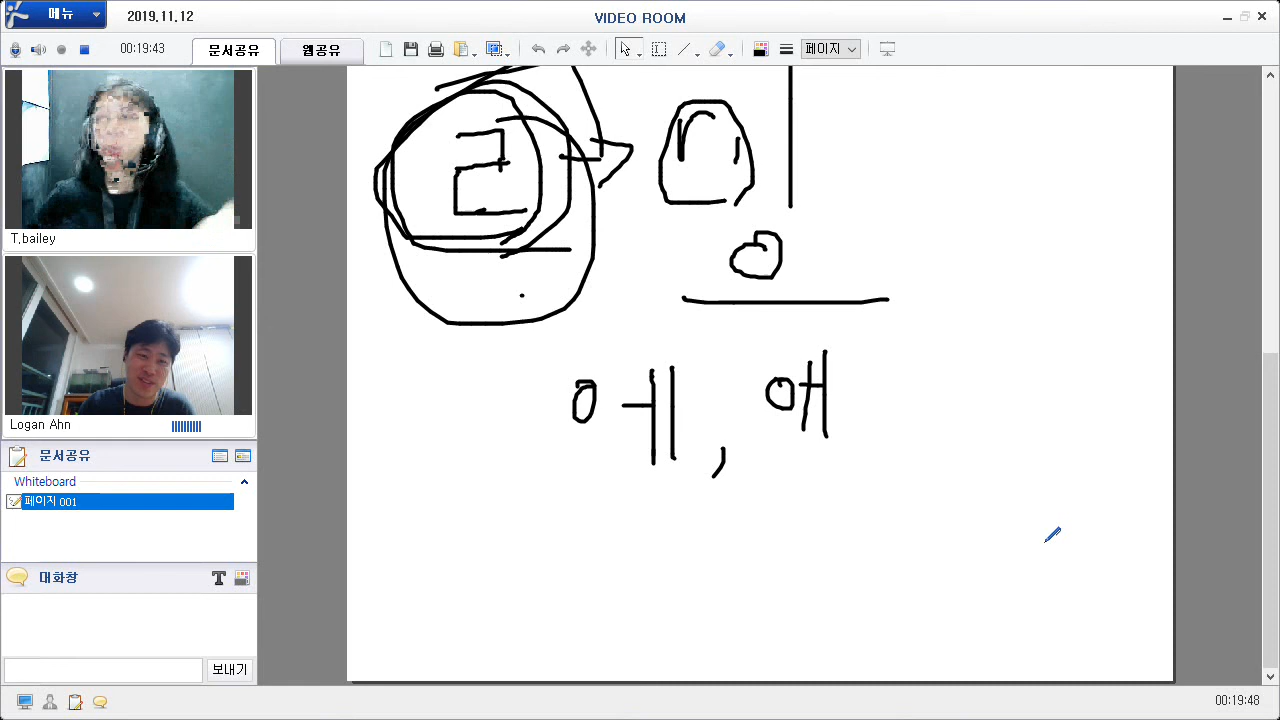 메뉴 2019.11.12 VIDEO ROOM
00:19:43 문서공유 웹공유 페이지
T.bailey
Logan Ahn
문서공유
Whiteboard
페이지 001
대화창
보내기
ㄹ
ㅇ
에 , 애
00:19:48